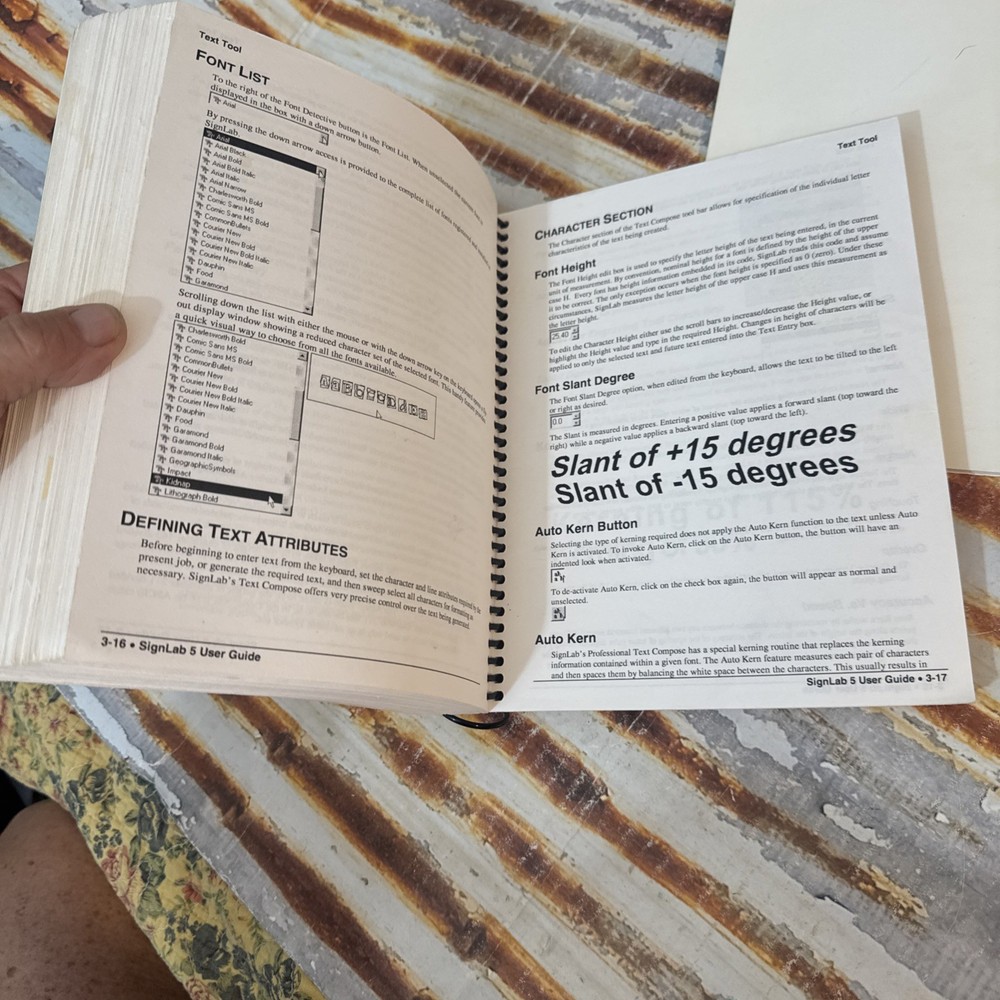 Text Tool
FONT LIST
To the right of the Font Detective button is the Font List. When
displayed in the box with a down arrow button.
Arial
By pressing the down arrow access is provided to the complete list of fonts registered
SignLab.
Arial
Arial Black
Arial Bold
Arial Bold Italic
Arial Italic
Arial Narrow
Charlesworth Bold
Comic Sans MS
Comic Sans MS Bold
CommonBullets
Courier New
Courier New Bold
Courier New Bold Italic
Courier New Italic
Dauphin
Food
Garamond
Scrolling down the list with either the mouse or with the down arrow key on the keyboard
out display window showing a reduced character set of the selected font. This handy feature
a quick visual way to choose from all the fonts available.
Charlesworth Bold
Comic Sans MS
Comic Sans MS Bold
CommonBullets
Courier New
Courier New Bold
Courier New Bold Italic
Courier New Italic
Dauphin
Food
Garamond
Garamond Bold
Garamond Italic
GeographicSymbols
Impact
Kidnap
Lithograph Bold
DEFINING TEXT ATTRIBUTES
Before beginning to enter text from the keyboard, set the character and line attributes required by the
present job, or generate the required text, and then sweep select all characters for formatting as
necessary. SignLab's Text Compose offers very precise control over the text being generated.
3-16 • SignLab 5 User Guide
Text Tool
CHARACTER SECTION
The Character section of the Text Compose tool bar allows for specification of the individual letter
characteristics of the text being created.
Font Height
The Font Height edit box is used to specify the letter height of the text being entered, in the current
unit of measurement. By convention, nominal height for a font is defined by the height of the upper
case H. Every font has height information embedded in its code, SignLab reads this code and assume
it to be correct. The only exception occurs when the font height is specified as 0 (zero). Under these
circumstances, SignLab measures the letter height of the upper case H and uses this measurement as
the letter height.
25.40
To edit the Character Height either use the scroll bars to increase/decrease the Height value, or
highlight the Height value and type in the required Height. Changes in height of characters will be
applied to only the selected text and future text entered into the Text Entry box.
Font Slant Degree
The Font Slant Degree option, when edited from the keyboard, allows the text to be tilted to the left
or right as desired.
0.0
The Slant is measured in degrees. Entering a positive value applies a forward slant (top toward the
right) while a negative value applies a backward slant (top toward the left).
Slant of +15 degrees
Slant of -15 degrees
Auto Kern Button
Selecting the type of kerning required does not apply the Auto Kern function to the text unless Auto
Kern is activated. To invoke Auto Kern, click on the Auto Kern button, the button will have an
indented look when activated.
To de-activate Auto Kern, click on the check box again, the button will appear as normal and
unselected.
Auto Kern
SignLab's Professional Text Compose has a special kerning routine that replaces the kerning
information contained within a given font. The Auto Kern feature measures each pair of characters
and then spaces them by balancing the white space between the characters. This usually results in
SignLab 5 User Guide • 3-17